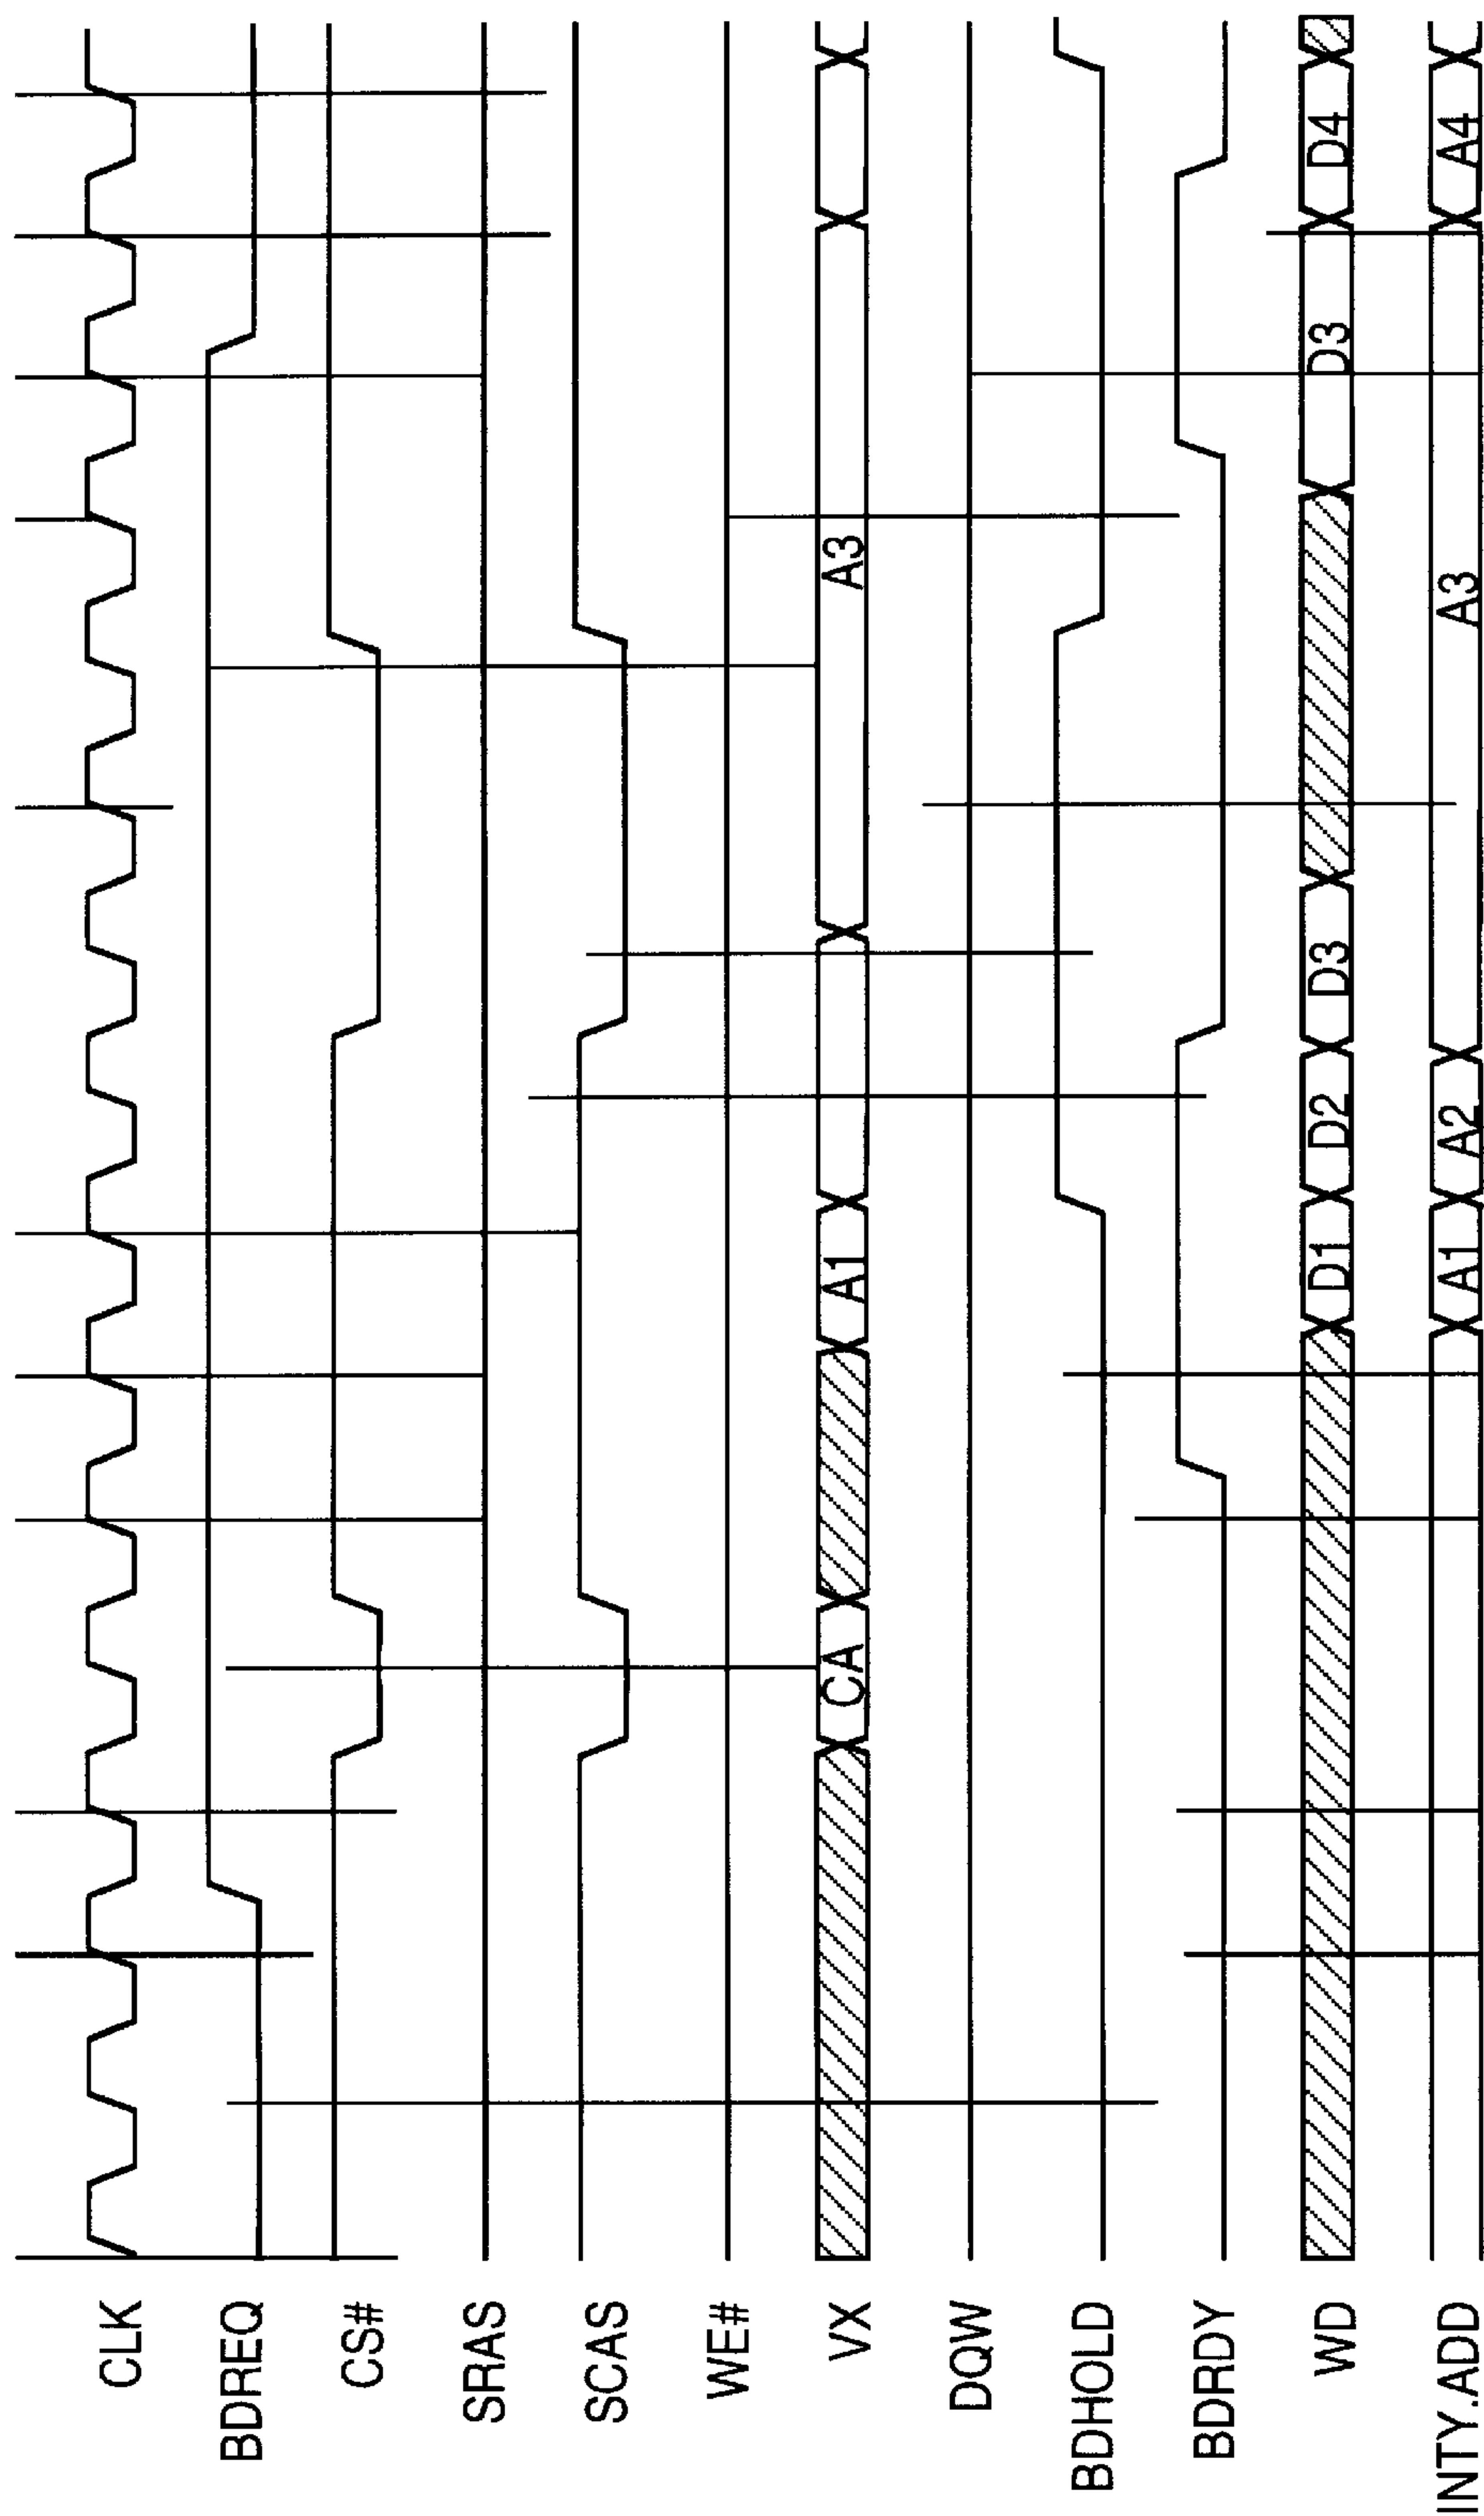 CLK
BDREQ
CS#
SRAS
SCAS
WE#
VX CA A1 A3
DQW
BDHOLD
BDRDY
WD D1 D2 D3 D3 D4
INTY.ADD A1 A2 A3 A4